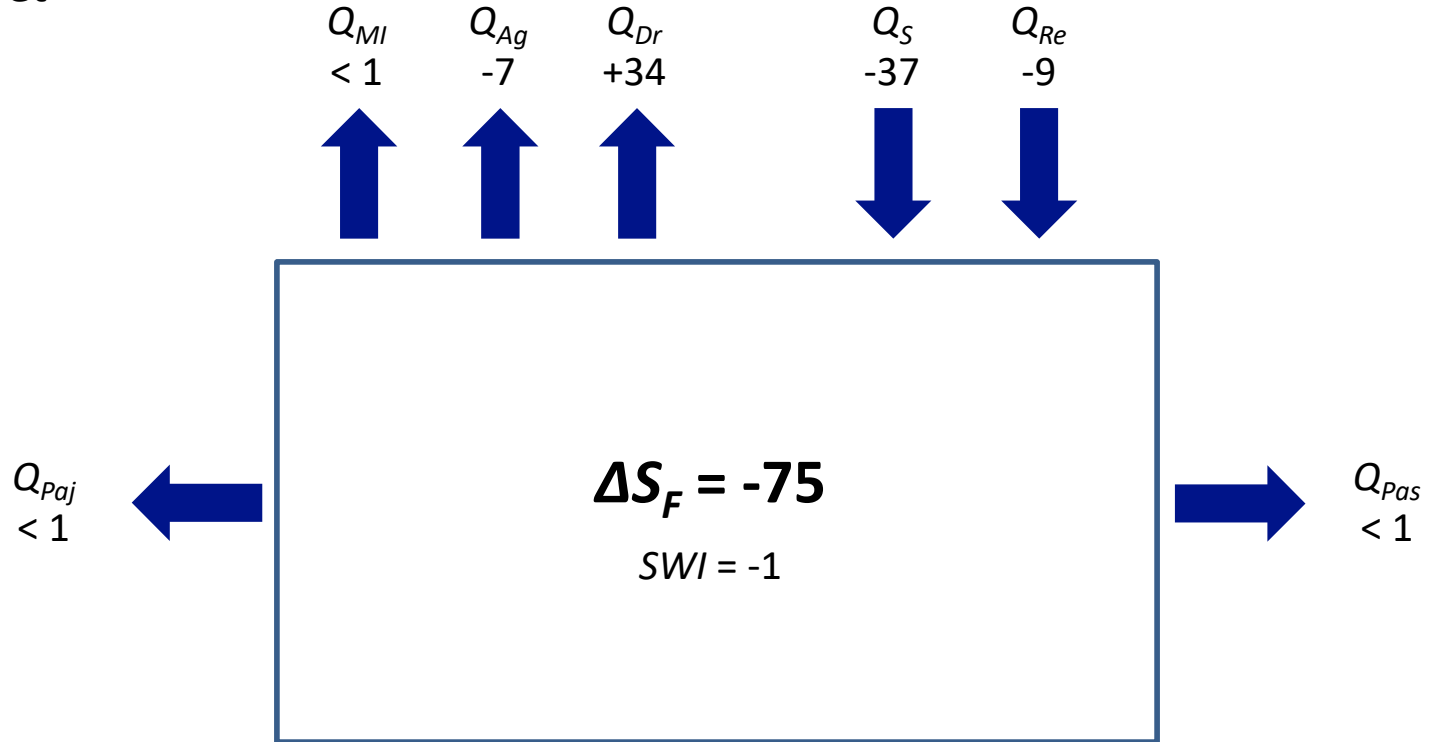 Q_MI Q_Ag Q_Dr Q_S Q_Re
< 1 -7 +34 -37 -9
Q_Paj
< 1
ΔS_F = -75
SWI = -1
Q_Pas
< 1